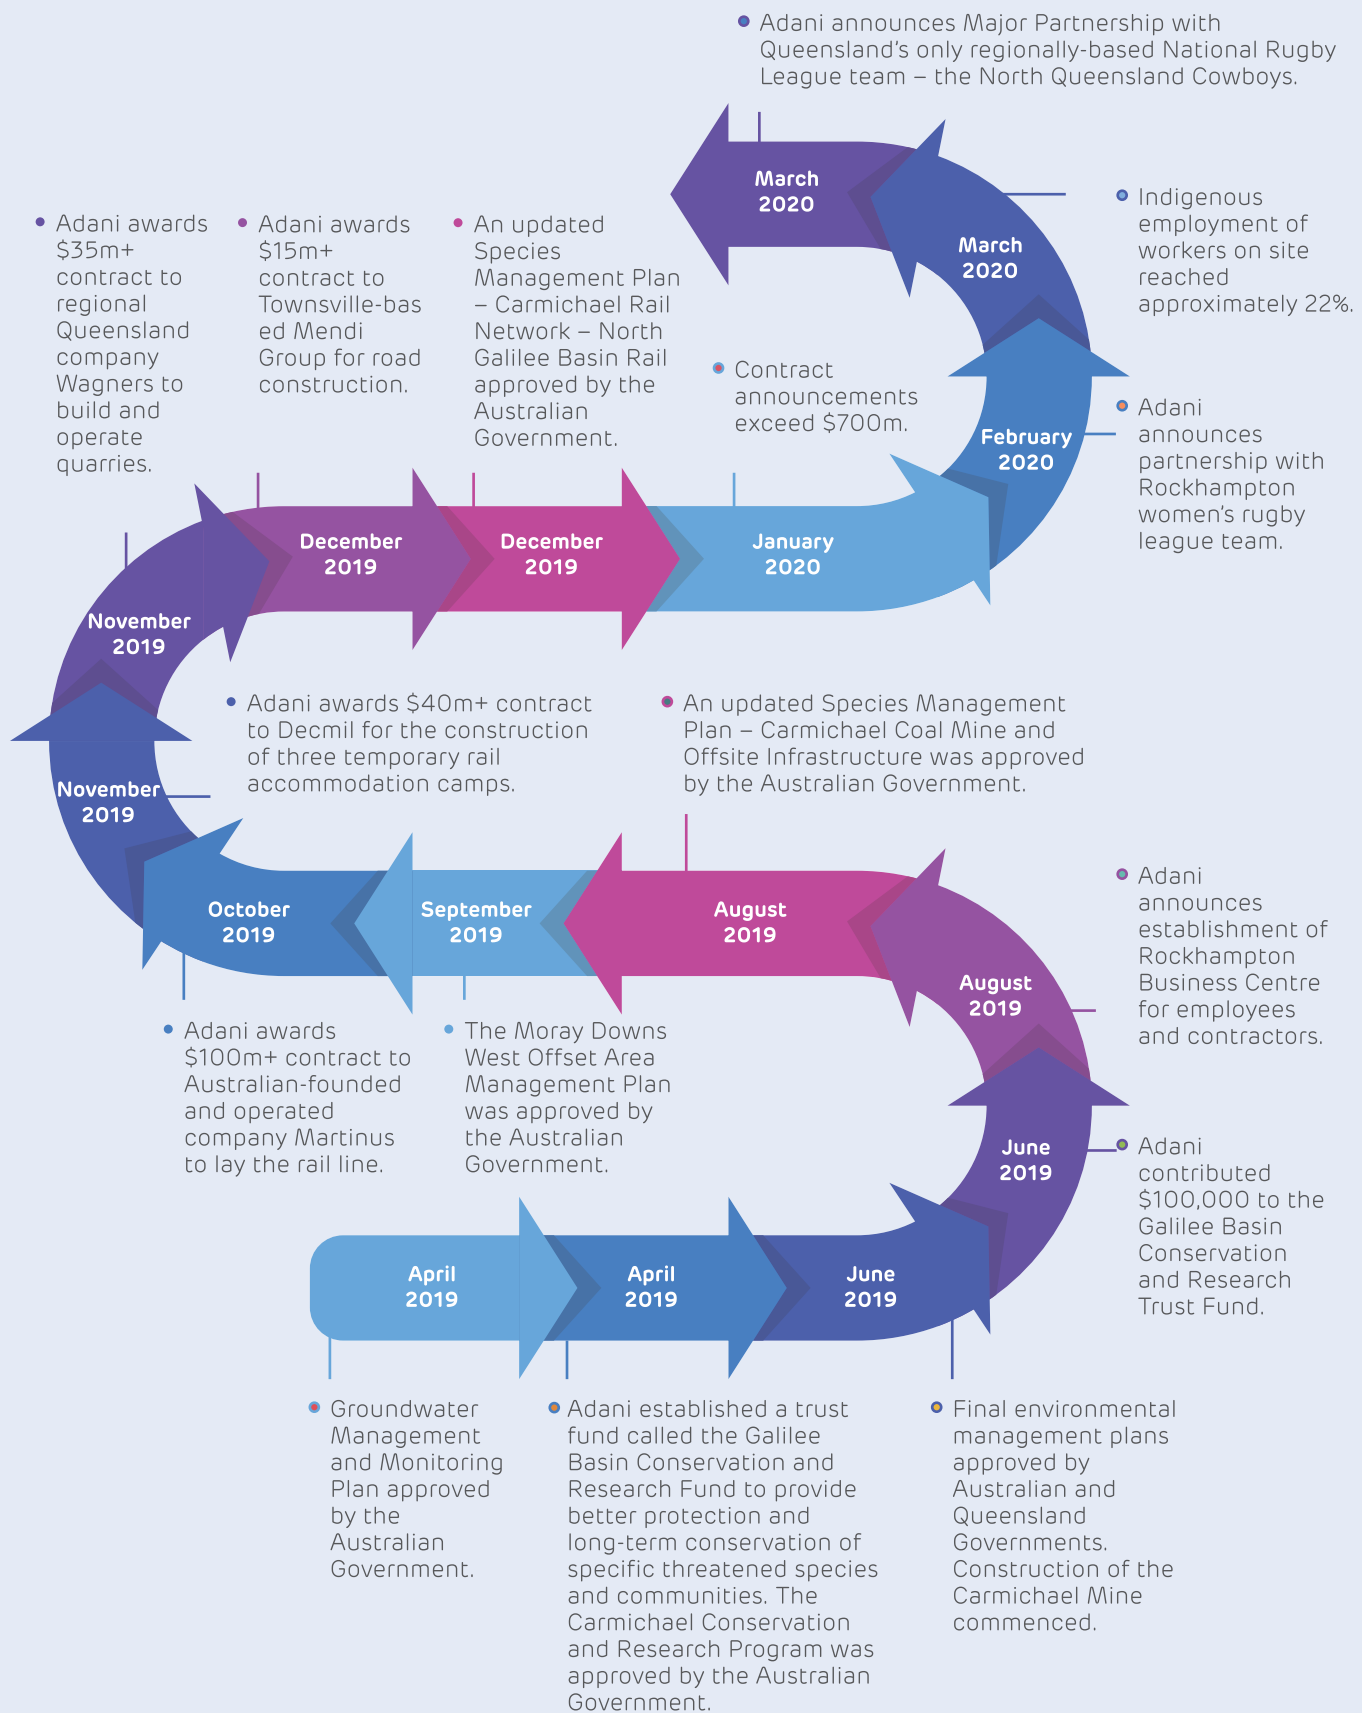 Adani announces Major Partnership with
Queensland's only regionally-based National Rugby
League team – the North Queensland Cowboys.
March
2020
March
2020
Indigenous
employment of
workers on site
reached
approximately 22%.
Adani awards
$35m+
contract to
regional
Queensland
company
Wagners to
build and
operate
quarries.
Adani awards
$15m+
contract to
Townsville-bas
ed Mendi
Group for road
construction.
An updated
Species
Management Plan
– Carmichael Rail
Network – North
Galilee Basin Rail
approved by the
Australian
Government.
Contract
announcements
exceed $700m.
February
2020
Adani
announces
partnership with
Rockhampton
women's rugby
league team.
November
2019
December
2019
December
2019
January
2020
November
2019
Adani awards $40m+ contract
to Decmil for the construction
of three temporary rail
accommodation camps.
An updated Species Management
Plan – Carmichael Coal Mine and
Offsite Infrastructure was approved
by the Australian Government.
October
2019
September
2019
August
2019
August
2019
Adani
announces
establishment of
Rockhampton
Business Centre
for employees
and contractors.
Adani awards
$100m+ contract to
Australian-founded
and operated
company Martinus
to lay the rail line.
The Moray Downs
West Offset Area
Management Plan
was approved by
the Australian
Government.
June
2019
Adani
contributed
$100,000 to the
Galilee Basin
Conservation
and Research
Trust Fund.
April
2019
April
2019
June
2019
Groundwater
Management
and Monitoring
Plan approved
by the
Australian
Government.
Adani established a trust
fund called the Galilee
Basin Conservation and
Research Fund to provide
better protection and
long-term conservation of
specific threatened species
and communities. The
Carmichael Conservation
and Research Program was
approved by the Australian
Government.
Final environmental
management plans
approved by
Australian and
Queensland
Governments.
Construction of the
Carmichael Mine
commenced.